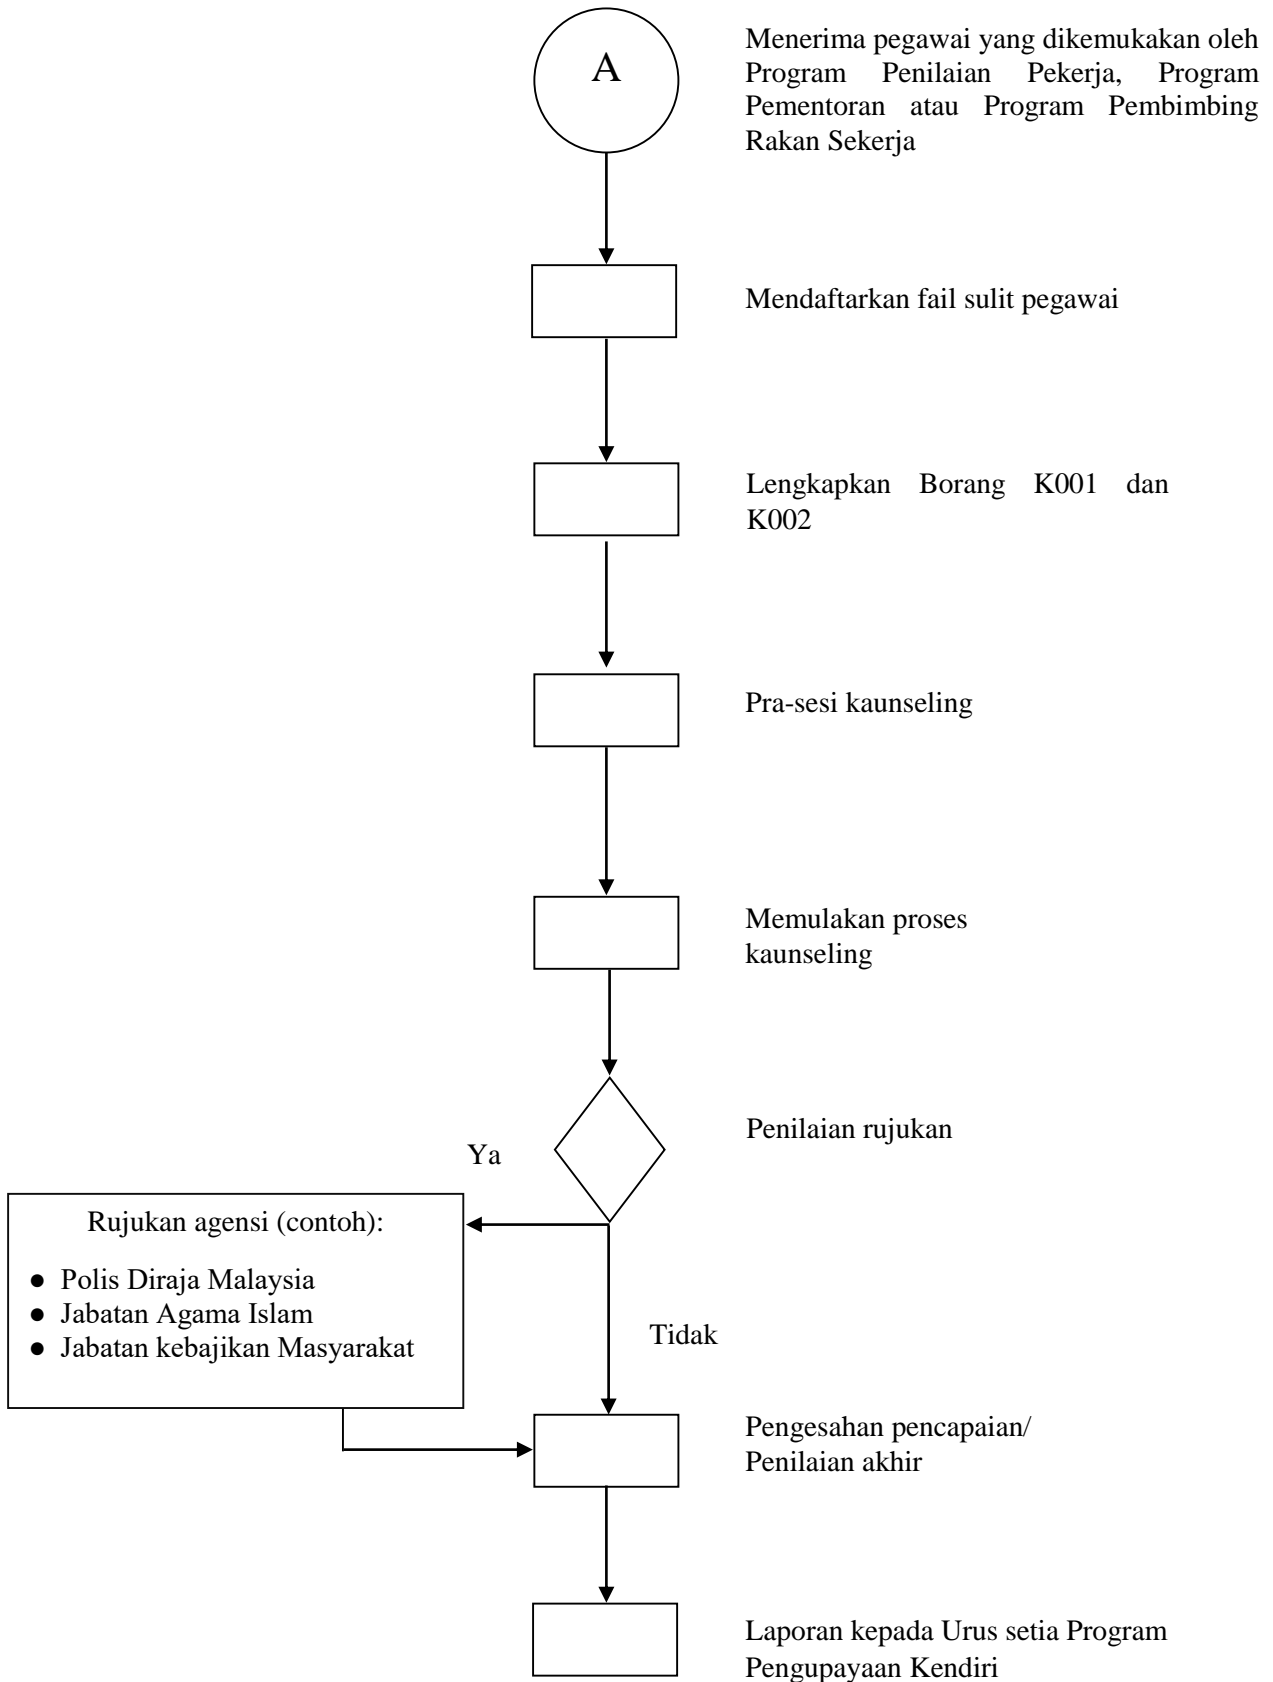 A
Menerima pegawai yang dikemukakan oleh
Program Penilaian Pekerja, Program
Pementoran atau Program Pembimbing
Rakan Sekerja
Mendaftarkan fail sulit pegawai
Lengkapkan Borang K001 dan
K002
Pra-sesi kaunseling
Memulakan proses
kaunseling
Penilaian rujukan
Ya
Rujukan agensi (contoh):
● Polis Diraja Malaysia
● Jabatan Agama Islam
● Jabatan kebajikan Masyarakat
Tidak
Pengesahan pencapaian/
Penilaian akhir
Laporan kepada Urus setia Program
Pengupayaan Kendiri